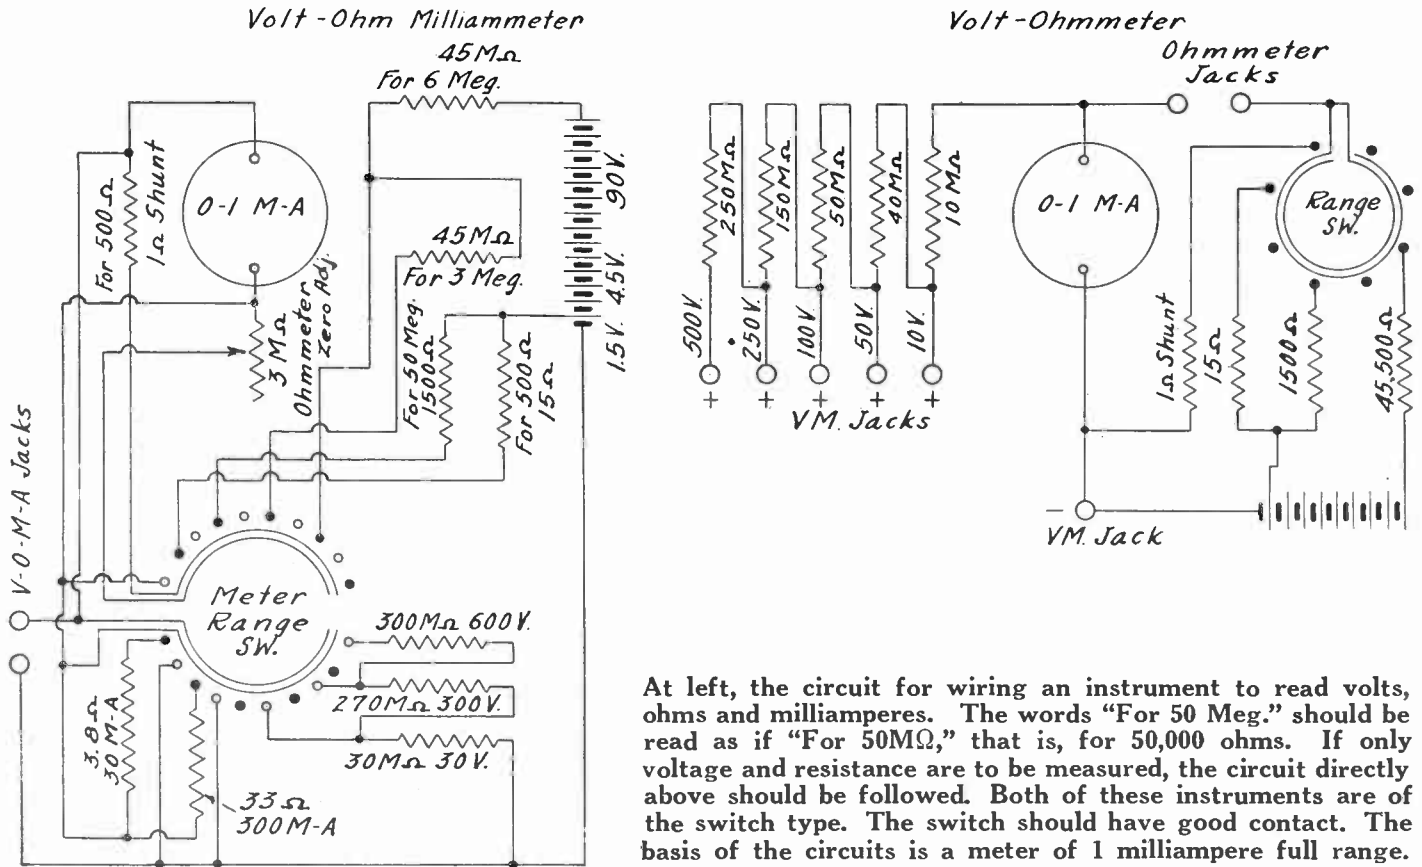 Volt-Ohm Milliammeter
45MΩ
For 6 Meg.
90V.
4.5V.
1.5V.
For 500Ω
1Ω Shunt
0-1 M-A
45MΩ
For 3 Meg.
3 MΩ
Ohmmeter
Zero Adj.
For 50 Meg.
1500Ω
For 500Ω
15Ω
V-O-M-A Jacks
Meter
Range
SW.
300MΩ 600V.
270MΩ 300V.
30MΩ 30V.
3.8Ω
30 M-A
33Ω
300M-A
Volt-Ohmmeter
Ohmmeter
Jacks
250MΩ
150MΩ
50MΩ
40MΩ
10MΩ
0-1 M-A
Range
SW.
500V.
250V.
100V.
50V.
10V.
+ + + + +
VM. Jacks
1Ω Shunt
15Ω
1500Ω
45,500Ω
-
VM. Jack
At left, the circuit for wiring an instrument to read volts,
ohms and milliamperes. The words “For 50 Meg.” should be
read as if “For 50MΩ,” that is, for 50,000 ohms. If only
voltage and resistance are to be measured, the circuit directly
above should be followed. Both of these instruments are of
the switch type. The switch should have good contact. The
basis of the circuits is a meter of 1 milliampere full range.